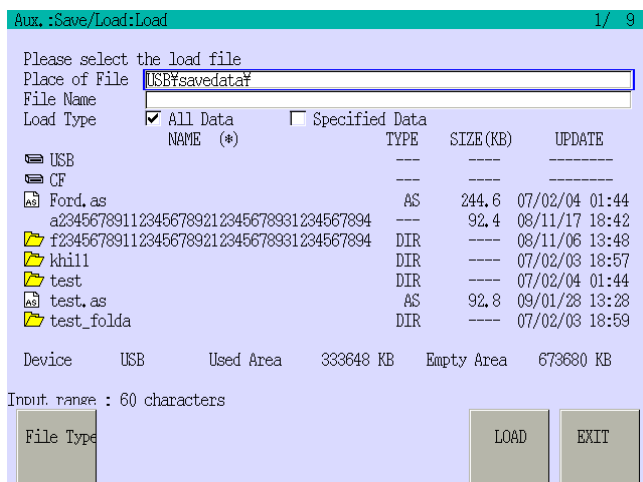 Aux.:Save/Load:Load 1/ 9
Please select the load file
Place of File USB¥savedata¥
File Name
Load Type All Data Specified Data
NAME (*) TYPE SIZE(KB) UPDATE
USB --- ---- --------
CF --- ---- --------
AS Ford.as AS 244.6 07/02/04 01:44
a234567891123456789212345678931234567894 --- 92.4 08/11/17 18:42
f234567891123456789212345678931234567894 DIR ---- 08/11/06 13:48
khill DIR ---- 07/02/03 18:57
test DIR ---- 07/02/04 01:44
AS test.as AS 92.8 09/01/28 13:28
test_folda DIR ---- 07/02/03 18:59
Device USB Used Area 333648 KB Empty Area 673680 KB
Input range : 60 characters
File Type LOAD EXIT